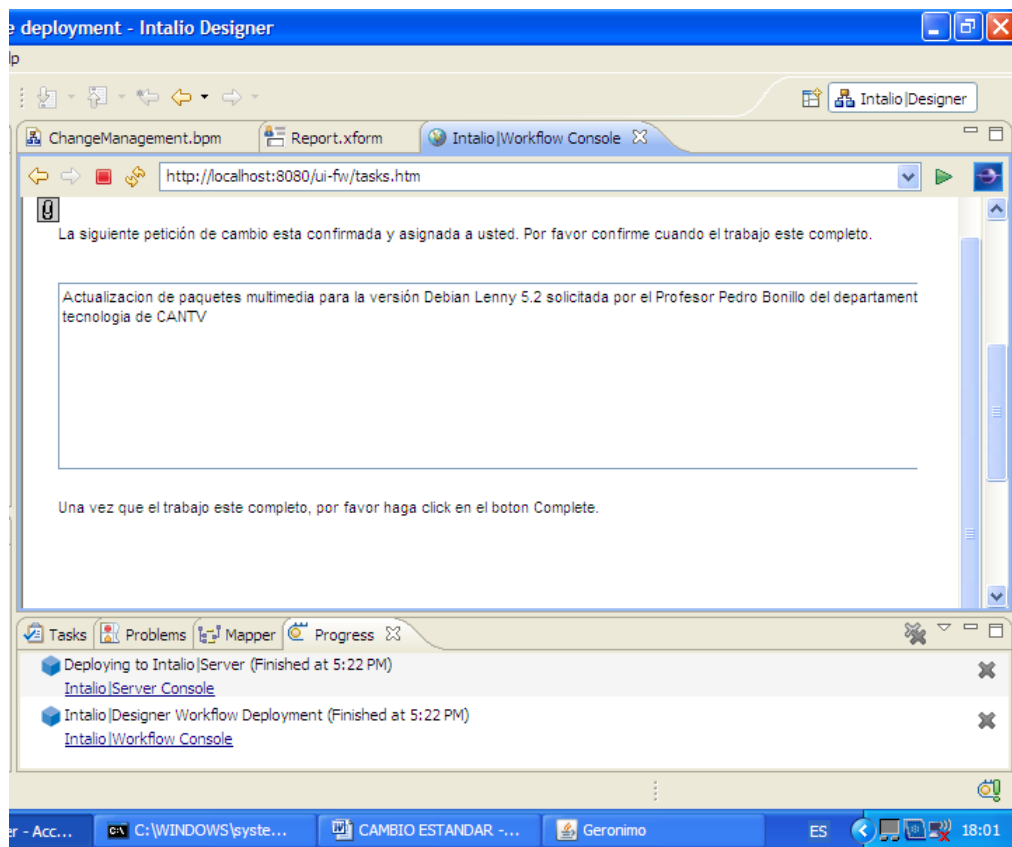 e deployment - Intalio Designer
lp
Intalio|Designer
ChangeManagement.bpm
Report.xform
Intalio|Workflow Console
http://localhost:8080/ui-fw/tasks.htm
La siguiente petición de cambio esta confirmada y asignada a usted. Por favor confirme cuando el trabajo este completo.
Actualizacion de paquetes multimedia para la versión Debian Lenny 5.2 solicitada por el Profesor Pedro Bonillo del departament
tecnologia de CANTV
Una vez que el trabajo este completo, por favor haga click en el boton Complete.
Tasks
Problems
Mapper
Progress
Deploying to Intalio|Server (Finished at 5:22 PM)
Intalio|Server Console
Intalio|Designer Workflow Deployment (Finished at 5:22 PM)
Intalio|Workflow Console
er - Acc...
C:\WINDOWS\syste...
CAMBIO ESTANDAR -...
Geronimo
ES
18:01